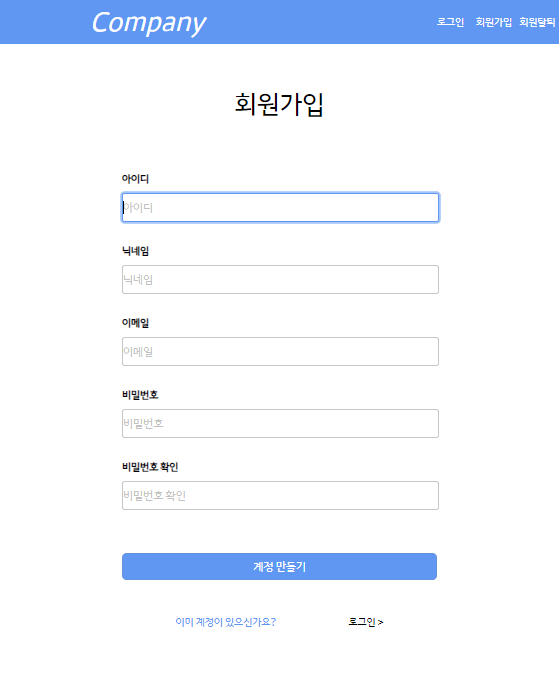 Company 로그인 회원가입 회원탈퇴
회원가입
아이디
아이디
닉네임
닉네임
이메일
이메일
비밀번호
비밀번호
비밀번호 확인
비밀번호 확인
계정 만들기
이미 계정이 있으신가요? 로그인 >